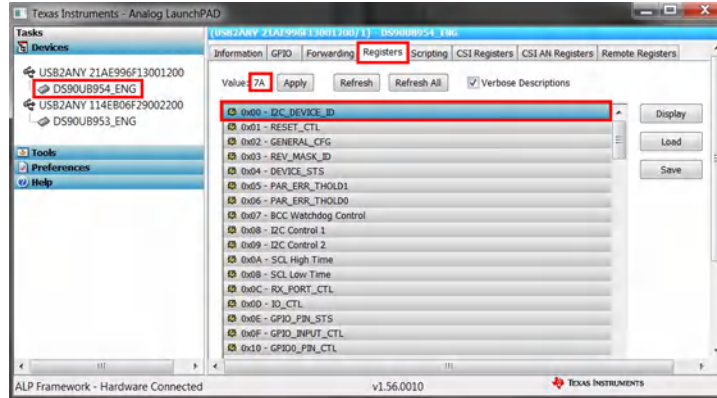 Texas Instruments - Analog LaunchPAD
Tasks
Devices
USB2ANY 21AE996F13001200
DS90UB954_ENG
USB2ANY 114EB06F29002200
DS90UB953_ENG
Tools
Preferences
Help
(USB2ANY 21AE996F13001200/1) - DS90UB954_ENG
Information GPIO Forwarding Registers Scripting CSI Registers CSI AN Registers Remote Registers
Value: 7A Apply Refresh Refresh All Verbose Descriptions
0x00 - I2C_DEVICE_ID
0x01 - RESET_CTL
0x02 - GENERAL_CFG
0x03 - REV_MASK_ID
0x04 - DEVICE_STS
0x05 - PAR_ERR_THOLD1
0x06 - PAR_ERR_THOLD0
0x07 - BCC Watchdog Control
0x08 - I2C Control 1
0x09 - I2C Control 2
0x0A - SCL High Time
0x0B - SCL Low Time
0x0C - RX_PORT_CTL
0x0D - IO_CTL
0x0E - GPIO_PIN_STS
0x0F - GPIO_INPUT_CTL
0x10 - GPIO0_PIN_CTL
Display
Load
Save
ALP Framework - Hardware Connected
v1.56.0010
TEXAS INSTRUMENTS